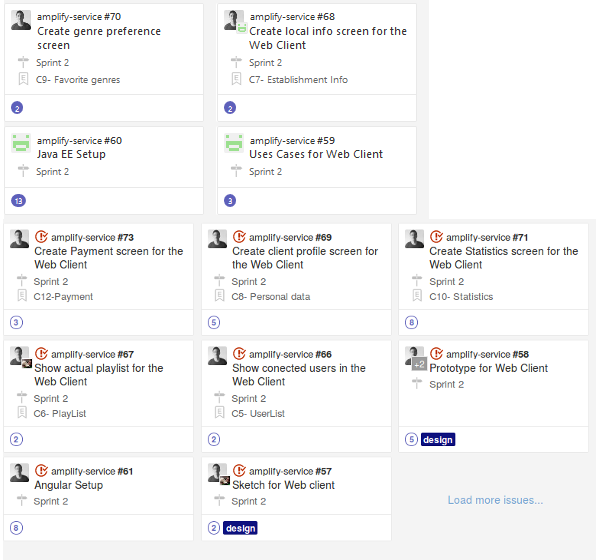 amplify-service #70
Create genre preference
screen
Sprint 2
C9- Favorite genres
2
amplify-service #68
Create local info screen for the
Web Client
Sprint 2
C7- Establishment Info
2
amplify-service #60
Java EE Setup
Sprint 2
13
amplify-service #59
Uses Cases for Web Client
Sprint 2
3
amplify-service #73
Create Payment screen for the
Web Client
Sprint 2
C12-Payment
3
amplify-service #69
Create client profile screen for
the Web Client
Sprint 2
C8- Personal data
5
amplify-service #71
Create Statistics screen for the
Web Client
Sprint 2
C10- Statistics
8
amplify-service #67
Show actual playlist for the
Web Client
Sprint 2
C6- PlayList
2
amplify-service #66
Show conected users in the
Web Client
Sprint 2
C5- UserList
2
+2
amplify-service #58
Prototype for Web Client
Sprint 2
5 design
amplify-service #61
Angular Setup
Sprint 2
8
amplify-service #57
Sketch for Web client
Sprint 2
2 design
Load more issues...